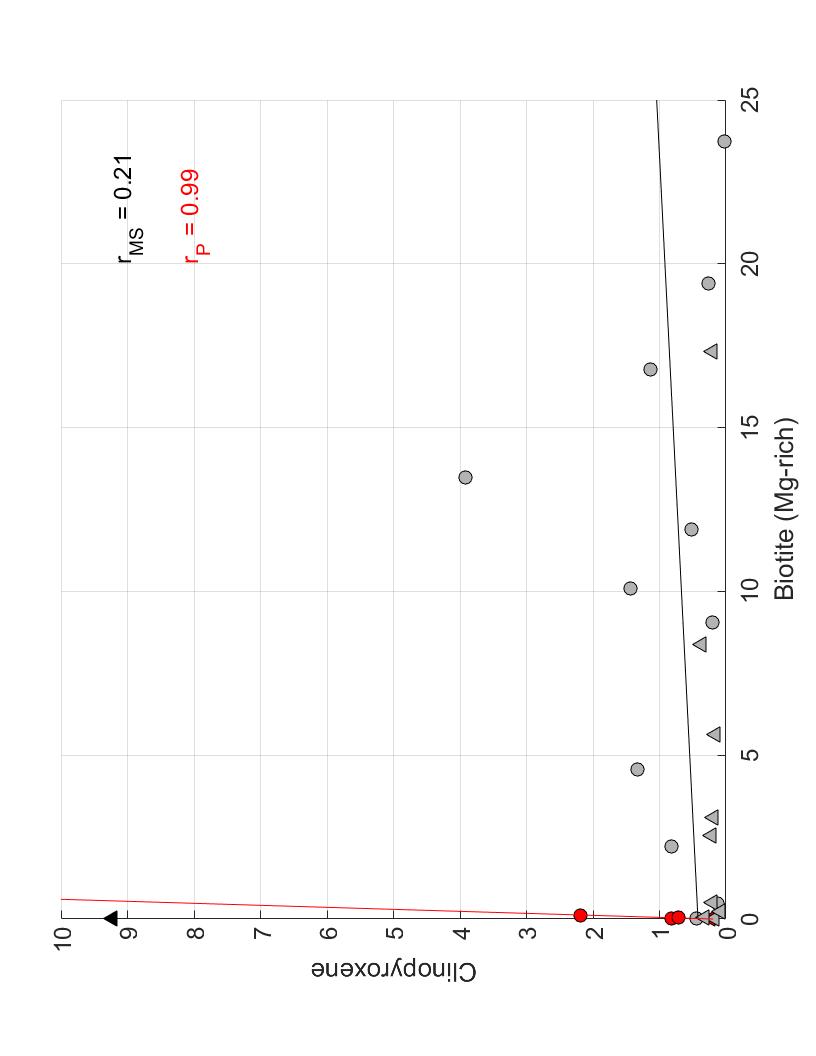 10
9
8
7
6
5
4
3
2
1
0
Clinopyroxene
r_MS = 0.21
r_P = 0.99
0 5 10 15 20 25
Biotite (Mg-rich)